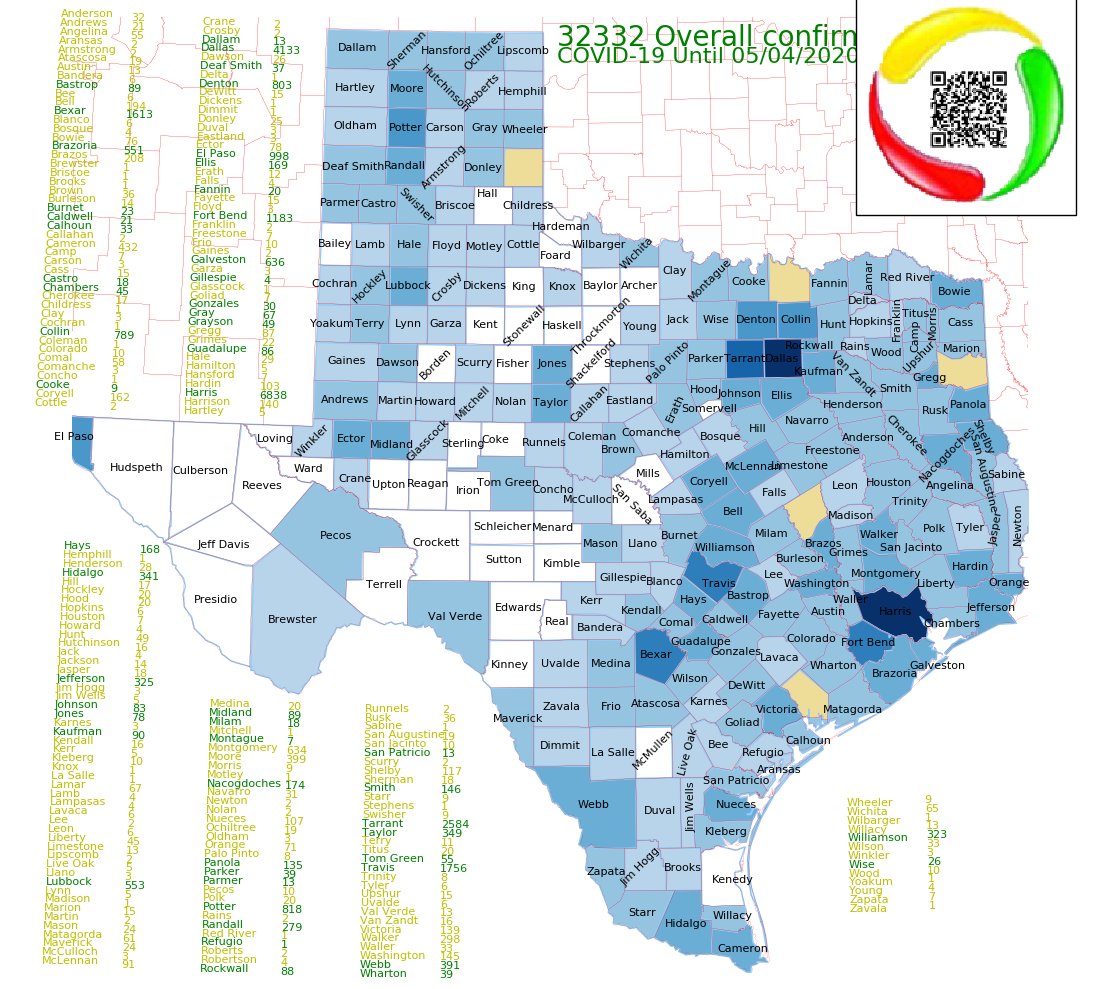 32332 Overall confirm
COVID-19 Until 05/04/2020
Anderson 32
Andrews 21
Angelina 55
Aransas 2
Armstrong 2
Atascosa 19
Austin 13
Bandera 6
Bastrop 89
Bee 6
Bell 194
Bexar 1613
Blanco 6
Bosque 4
Bowie 76
Brazoria 551
Brazos 208
Brewster 1
Briscoe 1
Brooks 1
Brown 36
Burleson 14
Burnet 23
Caldwell 21
Calhoun 33
Callahan 2
Cameron 432
Camp 7
Carson 2
Cass 15
Castro 18
Chambers 45
Cherokee 17
Childress 1
Clay 3
Cochran 1
Collin 789
Coleman 1
Colorado 10
Comal 58
Comanche 3
Concho 1
Cooke 9
Coryell 162
Cottle 2
Crane 2
Crosby 2
Dallam 13
Dallas 4133
Dawson 26
Deaf Smith 37
Delta 1
Denton 803
DeWitt 15
Dickens 1
Dimmit 1
Donley 25
Duval 3
Eastland 3
Ector 78
El Paso 998
Ellis 169
Erath 12
Falls 4
Fannin 20
Fayette 15
Floyd 3
Fort Bend 1183
Franklin 2
Freestone 7
Frio 10
Gaines 2
Galveston 636
Garza 3
Gillespie 4
Glasscock 1
Goliad 7
Gonzales 30
Gray 67
Grayson 49
Gregg 87
Grimes 22
Guadalupe 86
Hale 29
Hamilton 5
Hansford 7
Hardin 103
Harris 6838
Harrison 140
Hartley 5
Hays 168
Hemphill 1
Henderson 28
Hidalgo 341
Hill 17
Hockley 20
Hood 20
Hopkins 6
Houston 7
Howard 4
Hunt 49
Hutchinson 16
Jack 4
Jackson 14
Jasper 18
Jefferson 325
Jim Hogg 3
Jim Wells 5
Johnson 83
Jones 78
Karnes 3
Kaufman 90
Kendall 16
Kerr 5
Kleberg 10
Knox 1
La Salle 1
Lamar 67
Lamb 4
Lampasas 4
Lavaca 6
Lee 2
Leon 6
Liberty 45
Limestone 13
Lipscomb 2
Live Oak 5
Llano 3
Lubbock 553
Lynn 5
Madison 5
Marion 1
Martin 15
Mason 24
Matagorda 61
Maverick 24
McCulloch 3
McLennan 91
Medina 20
Midland 89
Milam 18
Mitchell 1
Montague 7
Montgomery 634
Moore 399
Morris 9
Motley 1
Nacogdoches 174
Navarro 31
Newton 2
Nolan 2
Nueces 107
Ochiltree 19
Oldham 3
Orange 71
Palo Pinto 8
Panola 135
Parker 39
Parmer 13
Pecos 10
Polk 20
Potter 818
Rains 2
Randall 279
Red River 1
Refugio 1
Roberts 2
Robertson 4
Rockwall 88
Runnels 2
Rusk 36
Sabine 1
San Augustine 19
San Jacinto 10
San Patricio 13
Scurry 2
Shelby 117
Sherman 18
Smith 146
Starr 9
Stephens 1
Swisher 9
Tarrant 2584
Taylor 349
Terry 11
Titus 20
Tom Green 55
Travis 1756
Trinity 8
Tyler 6
Upshur 15
Uvalde 6
Val Verde 13
Van Zandt 16
Victoria 139
Walker 298
Waller 33
Washington 145
Webb 391
Wharton 39
Wheeler 9
Wichita 65
Wilbarger 1
Willacy 13
Williamson 323
Wilson 33
Winkler 3
Wise 26
Wood 10
Yoakum 1
Young 4
Zapata 7
Zavala 1
Dallam Sherman Hansford Ochiltree Lipscomb
Hartley Moore Hutchinson Roberts Hemphill
Oldham Potter Carson Gray Wheeler
Deaf Smith Randall Armstrong Donley
Parmer Castro Swisher Briscoe Hall Childress
Hardeman
Bailey Lamb Hale Floyd Motley Cottle Foard Wilbarger Wichita
Cochran Hockley Lubbock Crosby Dickens King Knox Baylor Archer Clay Montague Cooke Fannin Lamar Red River Bowie
Yoakum Terry Lynn Garza Kent Stonewall Haskell Throckmorton Young Jack Wise Denton Collin Hunt Delta Hopkins Franklin Titus Camp Morris Cass
Gaines Dawson Borden Scurry Fisher Jones Shackelford Stephens Palo Pinto Parker Tarrant Dallas Rockwall Kaufman Rains Van Zandt Wood Upshur Marion Gregg
Andrews Martin Howard Mitchell Nolan Taylor Callahan Eastland Erath Hood Somervell Johnson Ellis Henderson Smith Rusk Panola
El Paso Hudspeth Culberson Loving Winkler Ector Midland Glasscock Sterling Coke Runnels Coleman Brown Comanche Hamilton Bosque Hill Navarro Anderson Cherokee Nacogdoches Shelby
Reeves Ward Crane Upton Reagan Irion Tom Green Concho McCulloch San Saba Mills Lampasas Coryell McLennan Limestone Freestone Falls Leon Houston Angelina San Augustine Sabine
Jeff Davis Pecos Crockett Schleicher Menard Mason Llano Burnet Bell Milam Brazos Madison Walker Trinity Polk Tyler Jasper Newton
Presidio Brewster Terrell Sutton Kimble Gillespie Blanco Williamson Travis Lee Burleson Grimes San Jacinto Montgomery Liberty Hardin Orange
Val Verde Edwards Real Kerr Bandera Kendall Hays Comal Bastrop Caldwell Washington Fayette Austin Waller Harris Chambers Jefferson
Kinney Uvalde Medina Bexar Guadalupe Gonzales Lavaca Colorado Fort Bend Wharton Brazoria Galveston
Maverick Zavala Frio Atascosa Wilson Karnes DeWitt Victoria Matagorda
Dimmit La Salle McMullen Live Oak Bee Goliad Refugio Calhoun Aransas
Webb Duval Jim Wells San Patricio Nueces Kleberg
Zapata Jim Hogg Brooks Kenedy
Starr Hidalgo Willacy Cameron